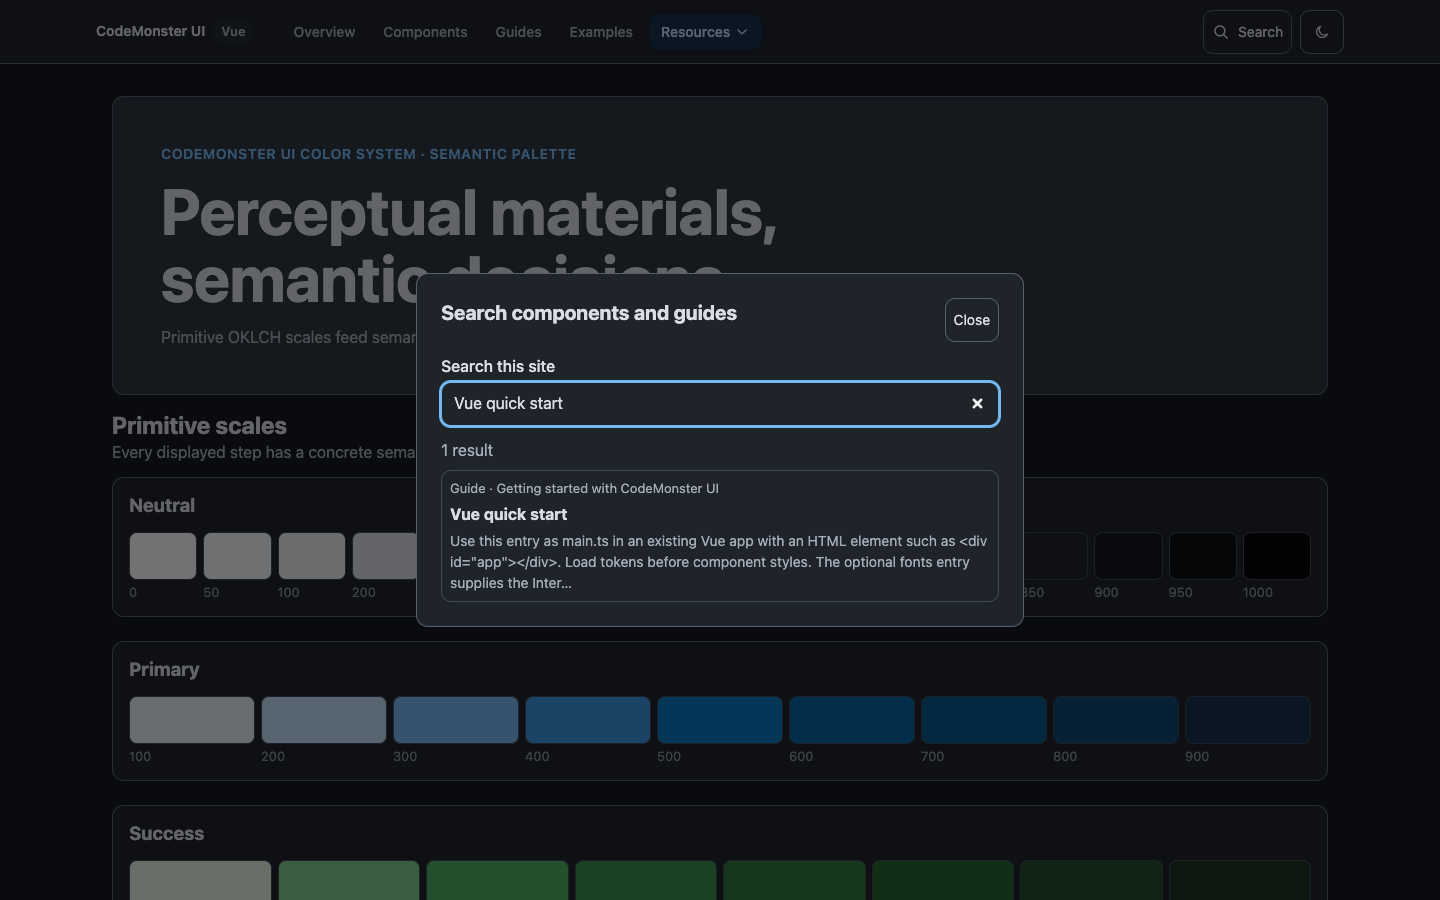 CodeMonster UI Vue Overview Components Guides Examples Resources Search
CODEMONSTER UI COLOR SYSTEM · SEMANTIC PALETTE
Perceptual materials,
semantic decisions
Primitive OKLCH scales feed
Search components and guides
Close
Search this site
Vue quick start
1 result
Guide · Getting started with CodeMonster UI
Vue quick start
Use this entry as main.ts in an existing Vue app with an HTML element such as <div
id="app"></div>. Load tokens before component styles. The optional fonts entry
supplies the Inter…
Primitive scales
Every displayed step has a concrete
Neutral
0 50 100 200 900 950 1000
Primary
100 200 300 400 500 600 700 800 900
Success